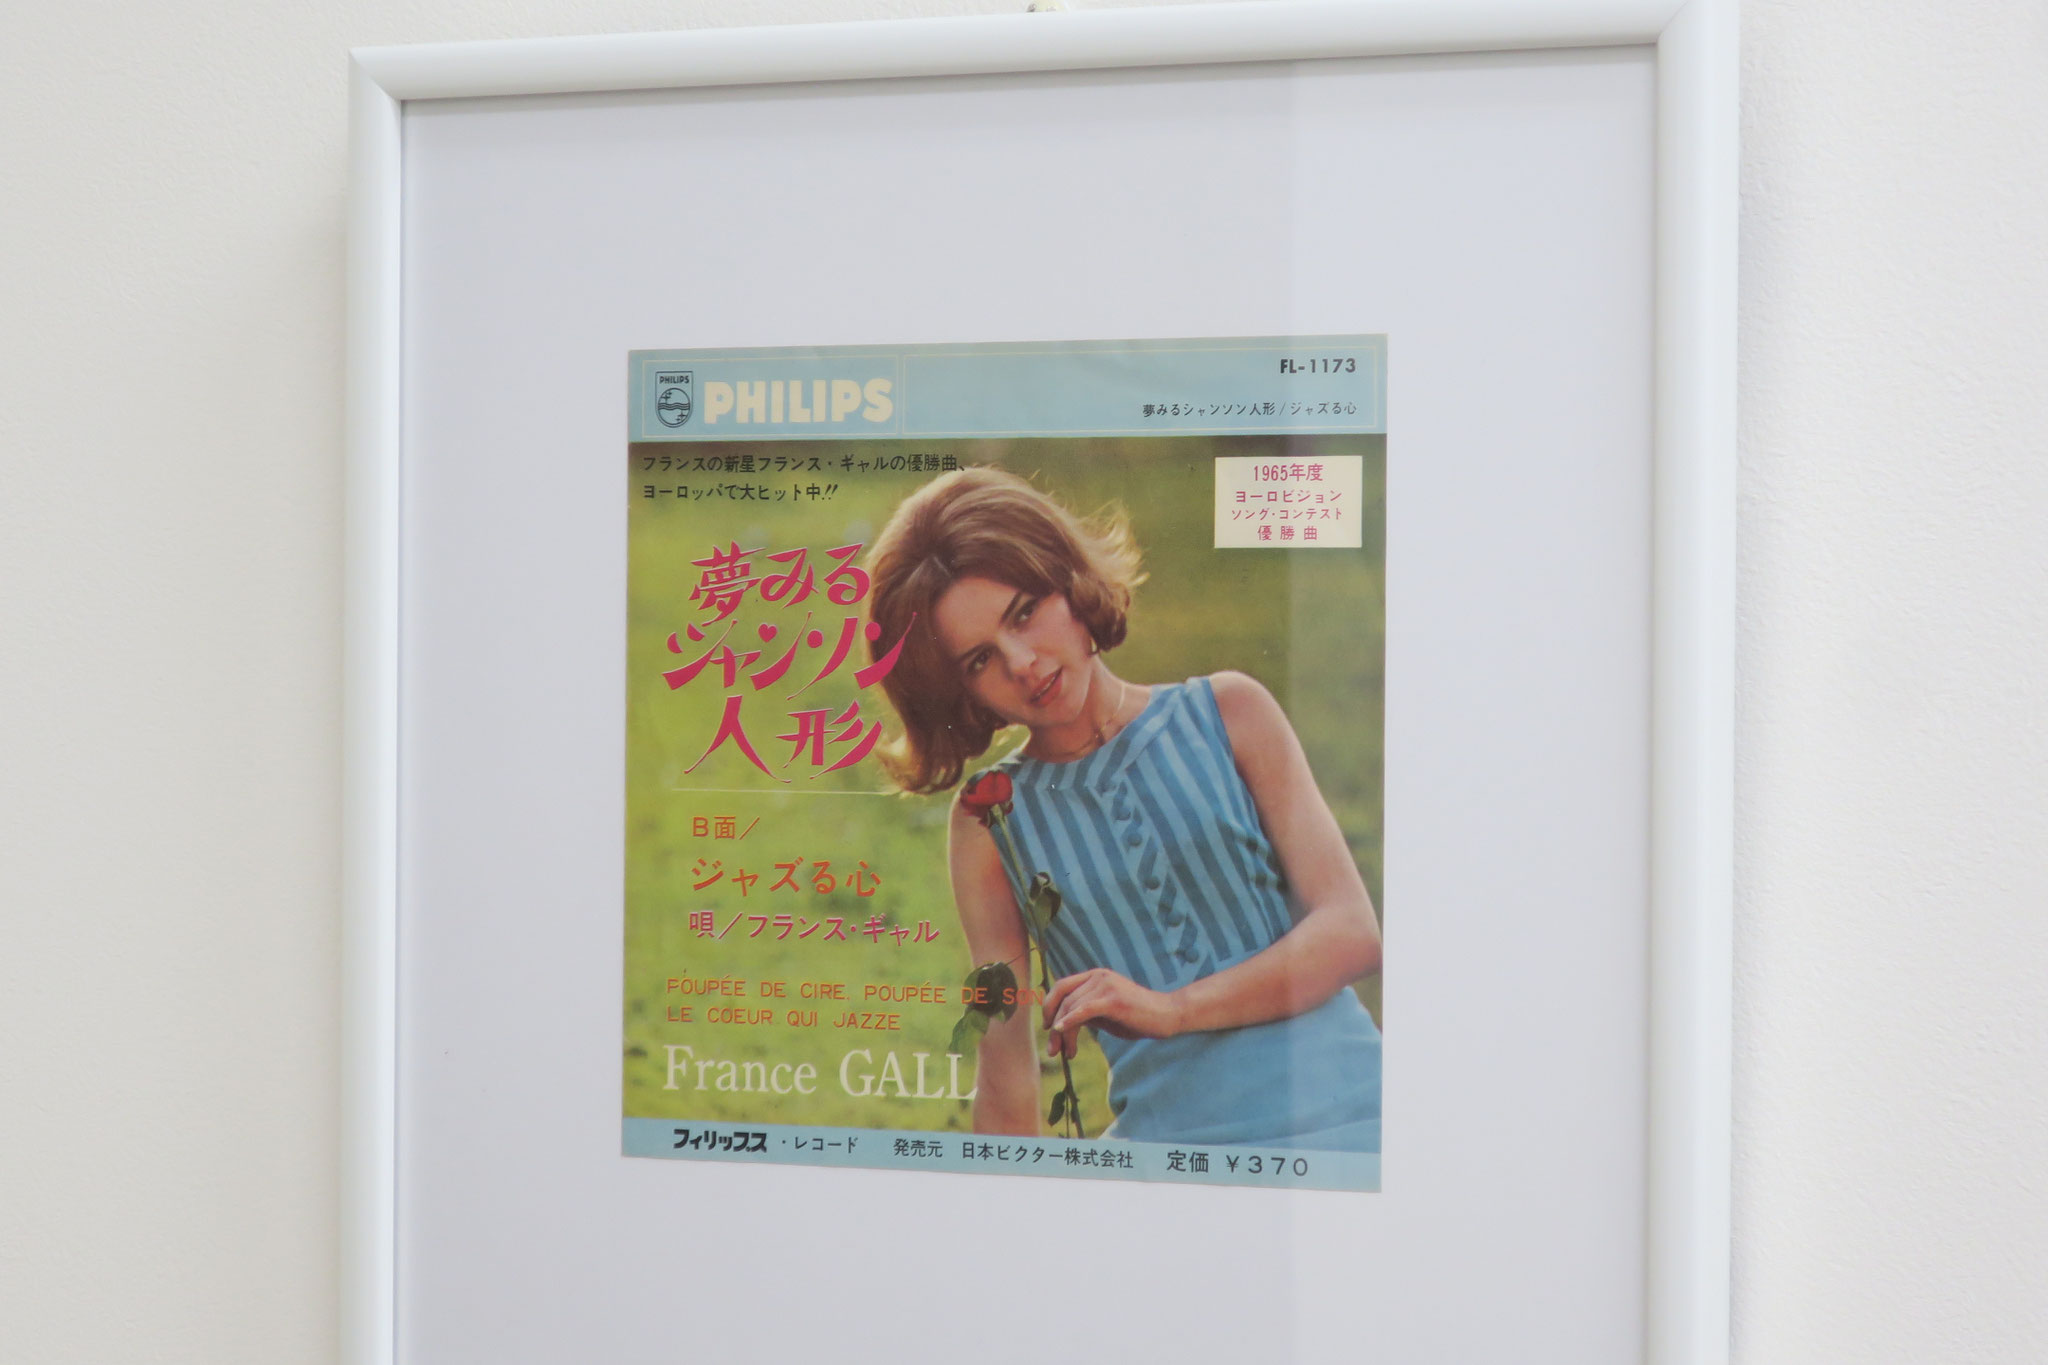 PHILIPS
PHILIPS
FL-1173
夢みるシャンソン人形/ジャズる心
フランスの新星フランス・ギャルの優勝曲、
ヨーロッパで大ヒット中!!
1965年度
ヨーロビジョン
ソング・コンテスト
優勝曲
夢みる
シャンソン
人形
B面/
ジャズる心
唄/フランス・ギャル
POUPÉE DE CIRE, POUPÉE DE SON
LE COEUR QUI JAZZE
France GALL
フィリップス・レコード 発売元 日本ビクター株式会社 定価 ¥370